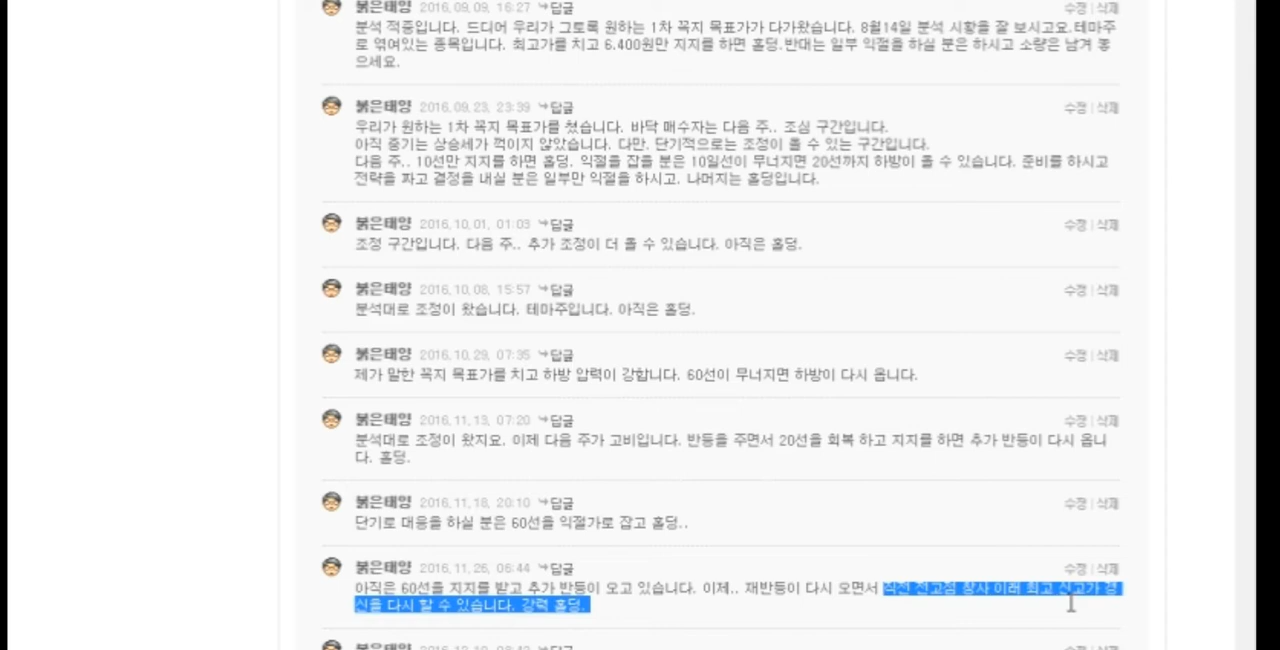 붉은태양 2016.09.09. 16:27 답글 수정 | 삭제
분석 적중입니다. 드디어 우리가 그토록 원하는 1차 꼭지 목표가가 다가왔습니다. 8월14일 분석 시황을 잘 보시고요.테마주
로 엮여있는 종목입니다. 최고가를 치고 6.400원만 지지를 하면 홀딩.반대는 일부 익절을 하실 분은 하시고 소량은 남겨 놓
으세요.
붉은태양 2016.09.23. 23:39 답글 수정 | 삭제
우리가 원하는 1차 꼭지 목표가를 쳤습니다. 바닥 매수자는 다음 주.. 조심 구간입니다.
아직 중기는 상승세가 꺽이지 않았습니다. 다만. 단기적으로는 조정이 올 수 있는 구간입니다.
다음 주.. 10선만 지지를 하면 홀딩. 익절을 잡을 분은 10일선이 무너지면 20선까지 하방이 올 수 있습니다. 준비를 하시고
전략을 짜고 결정을 내실 분은 일부만 익절을 하시고. 나머지는 홀딩입니다.
붉은태양 2016.10.01. 01:03 답글 수정 | 삭제
조정 구간입니다. 다음 주.. 추가 조정이 더 올 수 있습니다. 아직은 홀딩.
붉은태양 2016.10.08. 15:57 답글 수정 | 삭제
분석대로 조정이 왔습니다. 테마주입니다. 아직은 홀딩.
붉은태양 2016.10.29. 07:35 답글 수정 | 삭제
제가 말한 꼭지 목표가를 치고 하방 압력이 강합니다. 60선이 무너지면 하방이 다시 옵니다.
붉은태양 2016.11.13. 07:20 답글 수정 | 삭제
분석대로 조정이 왔지요. 이제 다음 주가 고비입니다. 반등을 주면서 20선을 회복 하고 지지를 하면 추가 반등이 다시 옵니
다. 홀딩.
붉은태양 2016.11.18. 20:10 답글 수정 | 삭제
단기로 대응을 하실 분은 60선을 익절가로 잡고 홀딩..
붉은태양 2016.11.26. 06:44 답글 수정 | 삭제
아직은 60선을 지지를 받고 추가 반등이 오고 있습니다. 이제.. 재반등이 다시 오면서 직전 전고점 상사 이래 최고 신고가 경
신을 다시 할 수 있습니다. 강력 홀딩.
붉은태양 답글